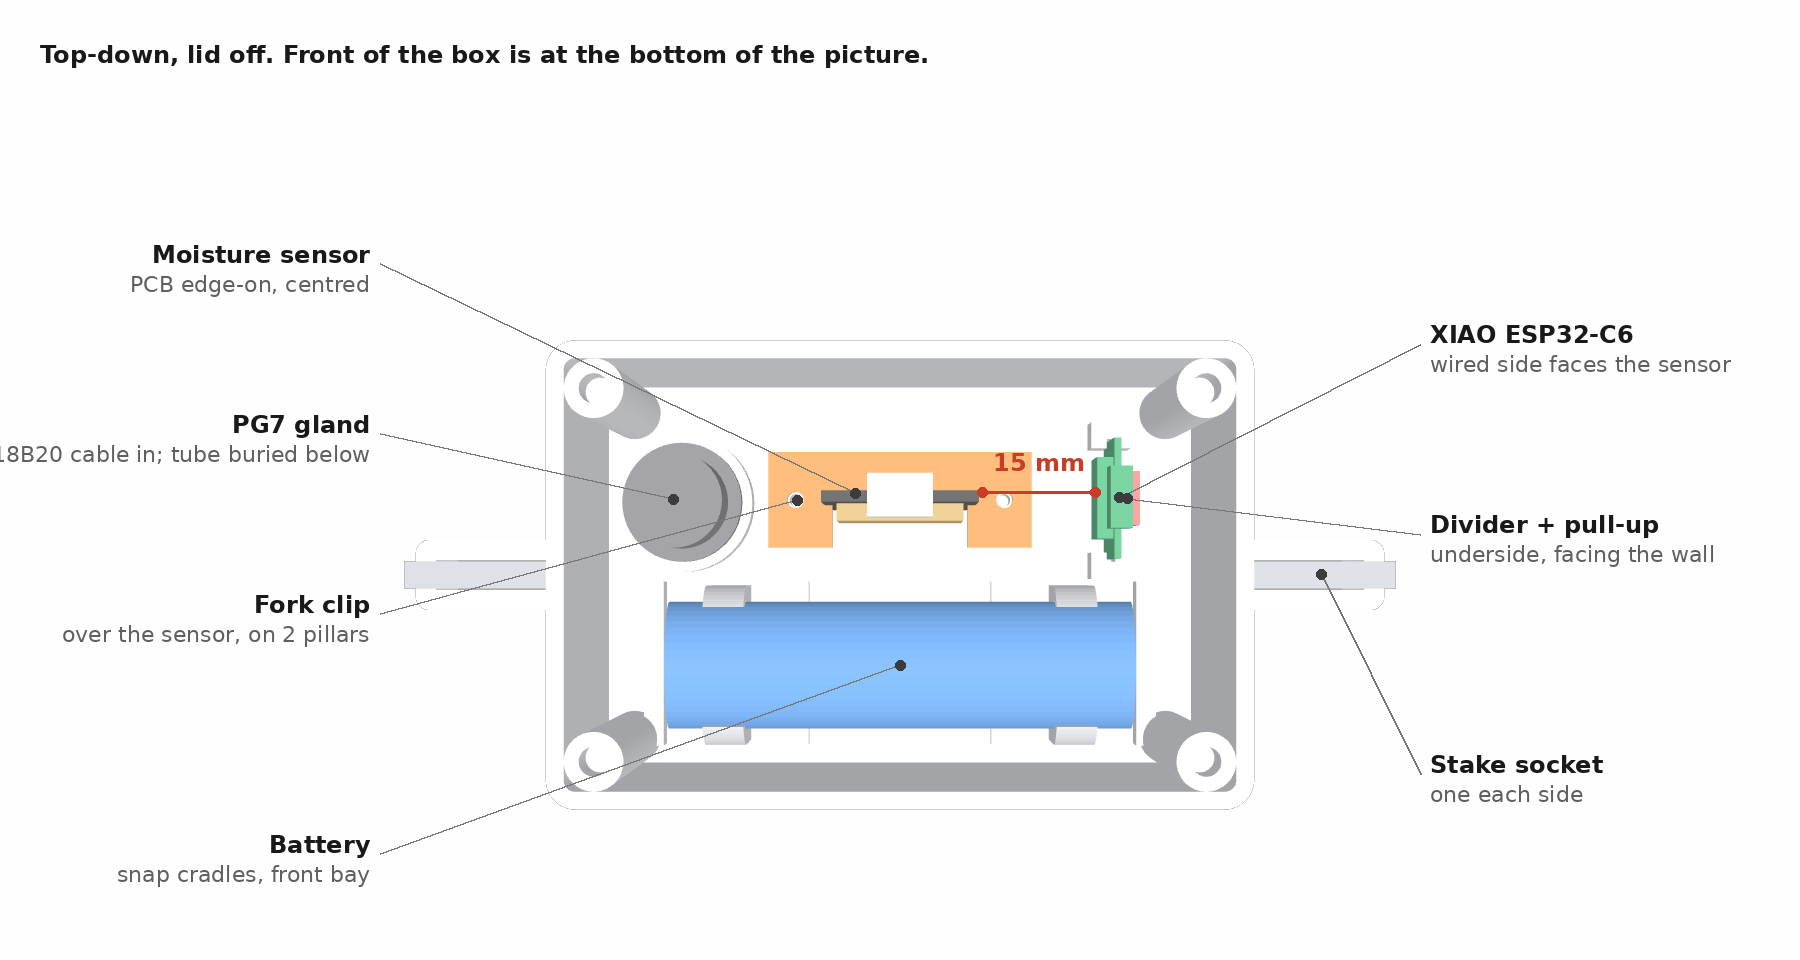 Top-down, lid off. Front of the box is at the bottom of the picture.
Moisture sensor
PCB edge-on, centred
PG7 gland
18B20 cable in; tube buried below
Fork clip
over the sensor, on 2 pillars
Battery
snap cradles, front bay
15 mm
XIAO ESP32-C6
wired side faces the sensor
Divider + pull-up
underside, facing the wall
Stake socket
one each side